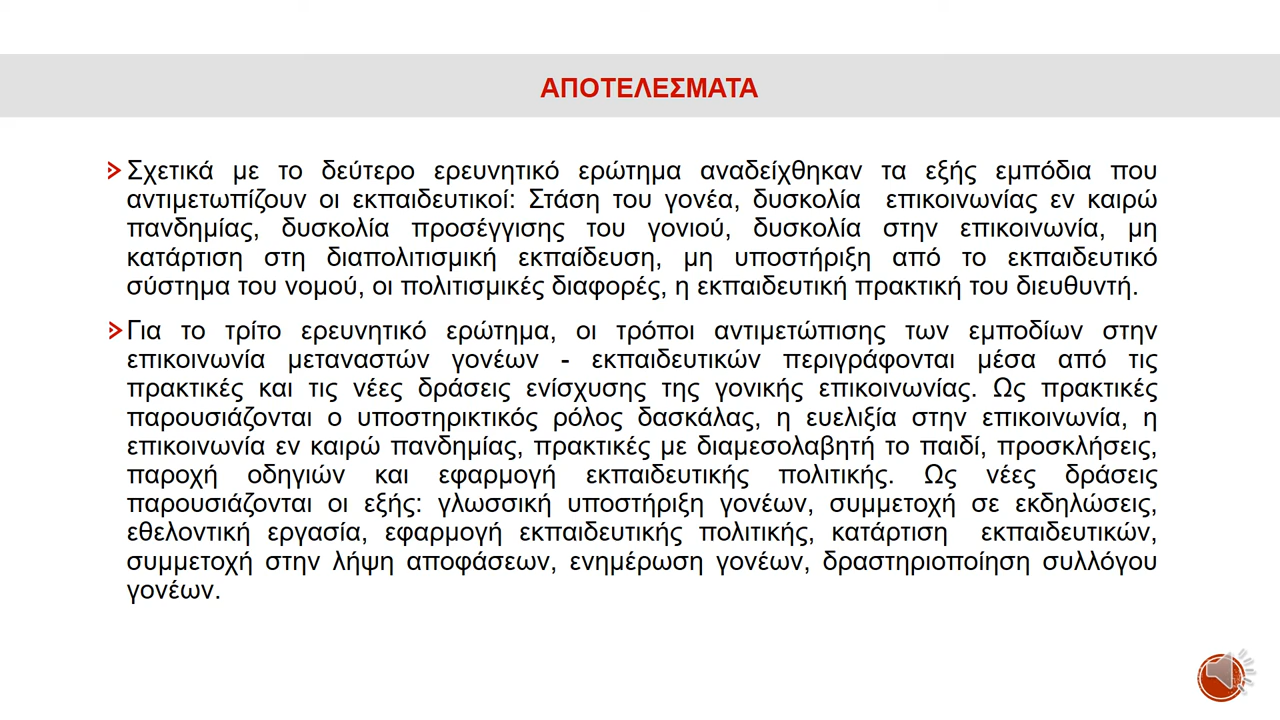 ΑΠΟΤΕΛΕΣΜΑΤΑ
Σχετικά με το δεύτερο ερευνητικό ερώτημα αναδείχθηκαν τα εξής εμπόδια που
αντιμετωπίζουν οι εκπαιδευτικοί: Στάση του γονέα, δυσκολία επικοινωνίας εν καιρώ
πανδημίας, δυσκολία προσέγγισης του γονιού, δυσκολία στην επικοινωνία, μη
κατάρτιση στη διαπολιτισμική εκπαίδευση, μη υποστήριξη από το εκπαιδευτικό
σύστημα του νομού, οι πολιτισμικές διαφορές, η εκπαιδευτική πρακτική του διευθυντή.
Για το τρίτο ερευνητικό ερώτημα, οι τρόποι αντιμετώπισης των εμποδίων στην
επικοινωνία μεταναστών γονέων - εκπαιδευτικών περιγράφονται μέσα από τις
πρακτικές και τις νέες δράσεις ενίσχυσης της γονικής επικοινωνίας. Ως πρακτικές
παρουσιάζονται ο υποστηρικτικός ρόλος δασκάλας, η ευελιξία στην επικοινωνία, η
επικοινωνία εν καιρώ πανδημίας, πρακτικές με διαμεσολαβητή το παιδί, προσκλήσεις,
παροχή οδηγιών και εφαρμογή εκπαιδευτικής πολιτικής. Ως νέες δράσεις
παρουσιάζονται οι εξής: γλωσσική υποστήριξη γονέων, συμμετοχή σε εκδηλώσεις,
εθελοντική εργασία, εφαρμογή εκπαιδευτικής πολιτικής, κατάρτιση εκπαιδευτικών,
συμμετοχή στην λήψη αποφάσεων, ενημέρωση γονέων, δραστηριοποίηση συλλόγου
γονέων.